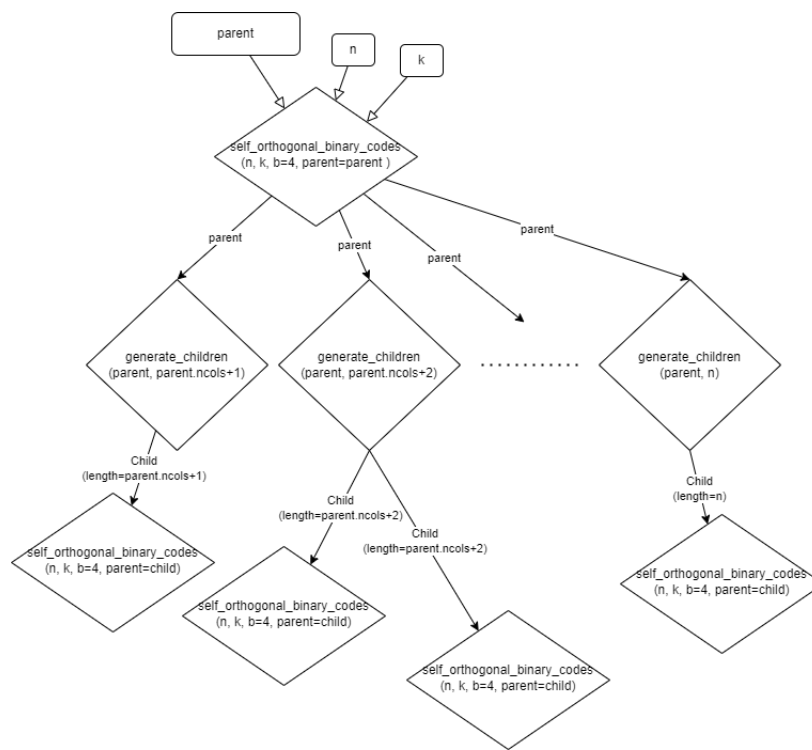 parent
n
k
self_orthogonal_binary_codes
(n, k, b=4, parent=parent )
parent
parent
parent
parent
generate_children
(parent, parent.ncols+1)
generate_children
(parent, parent.ncols+2)
generate_children
(parent, n)
Child
(length=parent.ncols+1)
Child
(length=parent.ncols+2)
Child
(length=parent.ncols+2)
Child
(length=n)
self_orthogonal_binary_codes
(n, k, b=4, parent=child)
self_orthogonal_binary_codes
(n, k, b=4, parent=child)
self_orthogonal_binary_codes
(n, k, b=4, parent=child)
self_orthogonal_binary_codes
(n, k, b=4, parent=child)